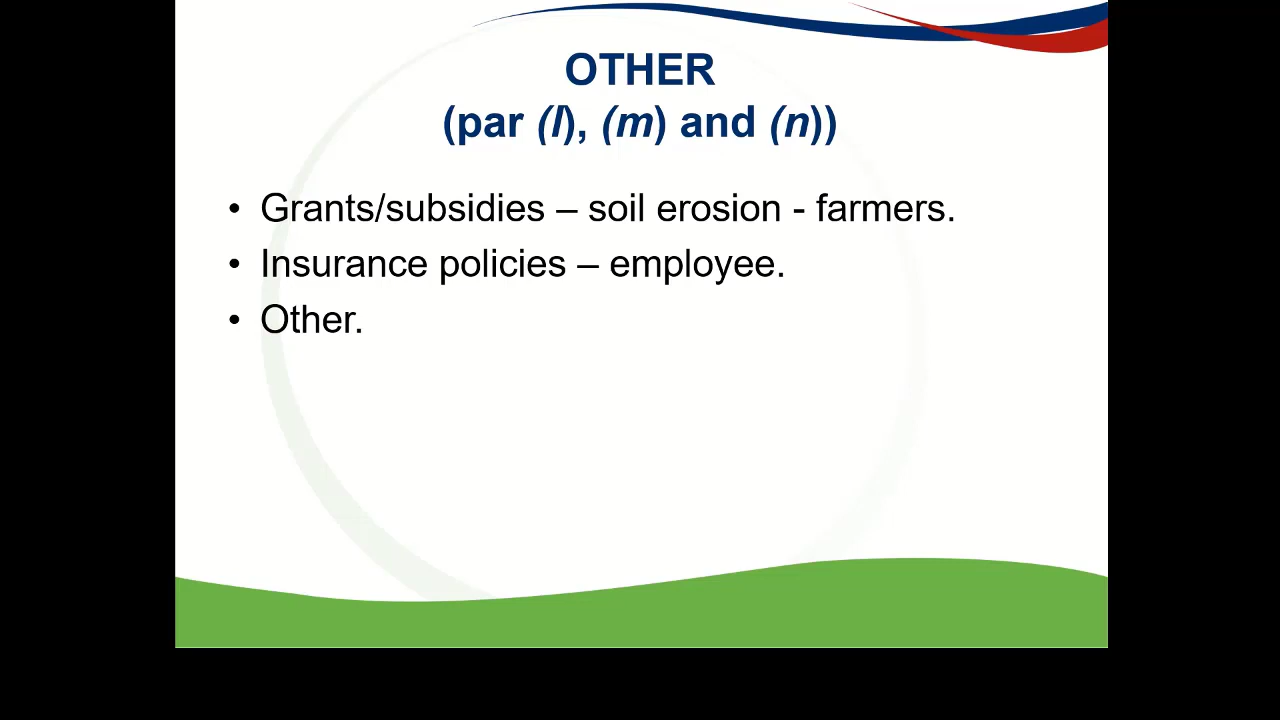 OTHER
(par (l), (m) and (n))
• Grants/subsidies – soil erosion - farmers.
• Insurance policies – employee.
• Other.